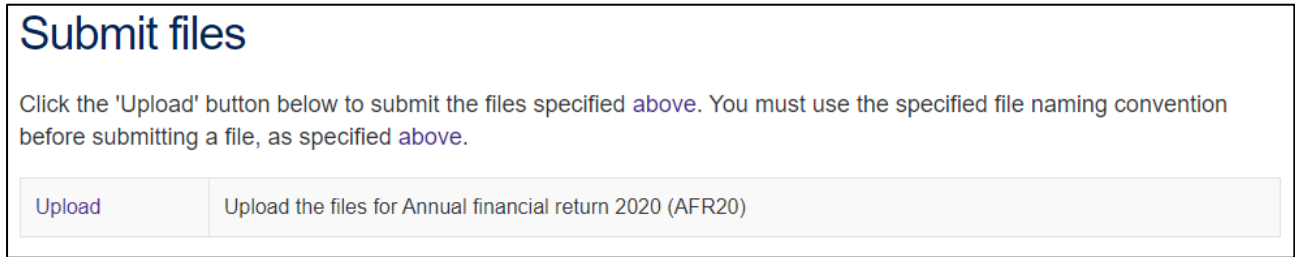 Submit files
Click the 'Upload' button below to submit the files specified above. You must use the specified file naming convention
before submitting a file, as specified above.
Upload Upload the files for Annual financial return 2020 (AFR20)